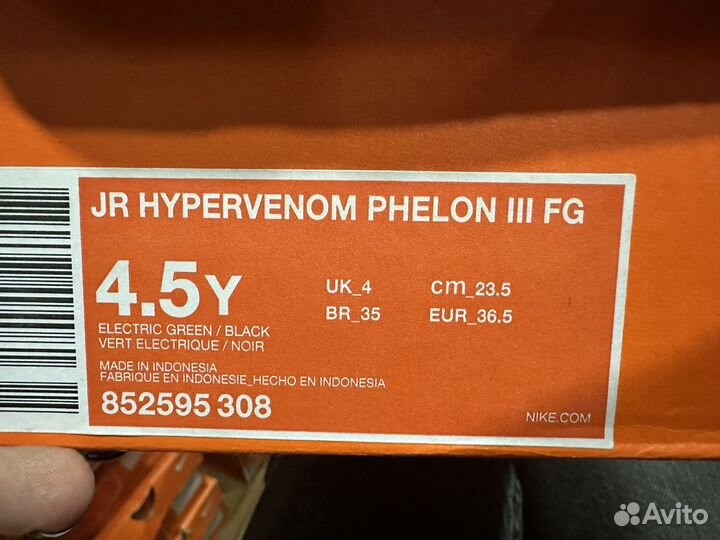 JR HYPERVENOM PHELON III FG
4.5Y
UK_4 cm_23.5
BR_35 EUR_36.5
ELECTRIC GREEN / BLACK
VERT ELECTRIQUE / NOIR
MADE IN INDONESIA
FABRIQUE EN INDONESIE_HECHO EN INDONESIA
852595 308
NIKE.COM
Avito